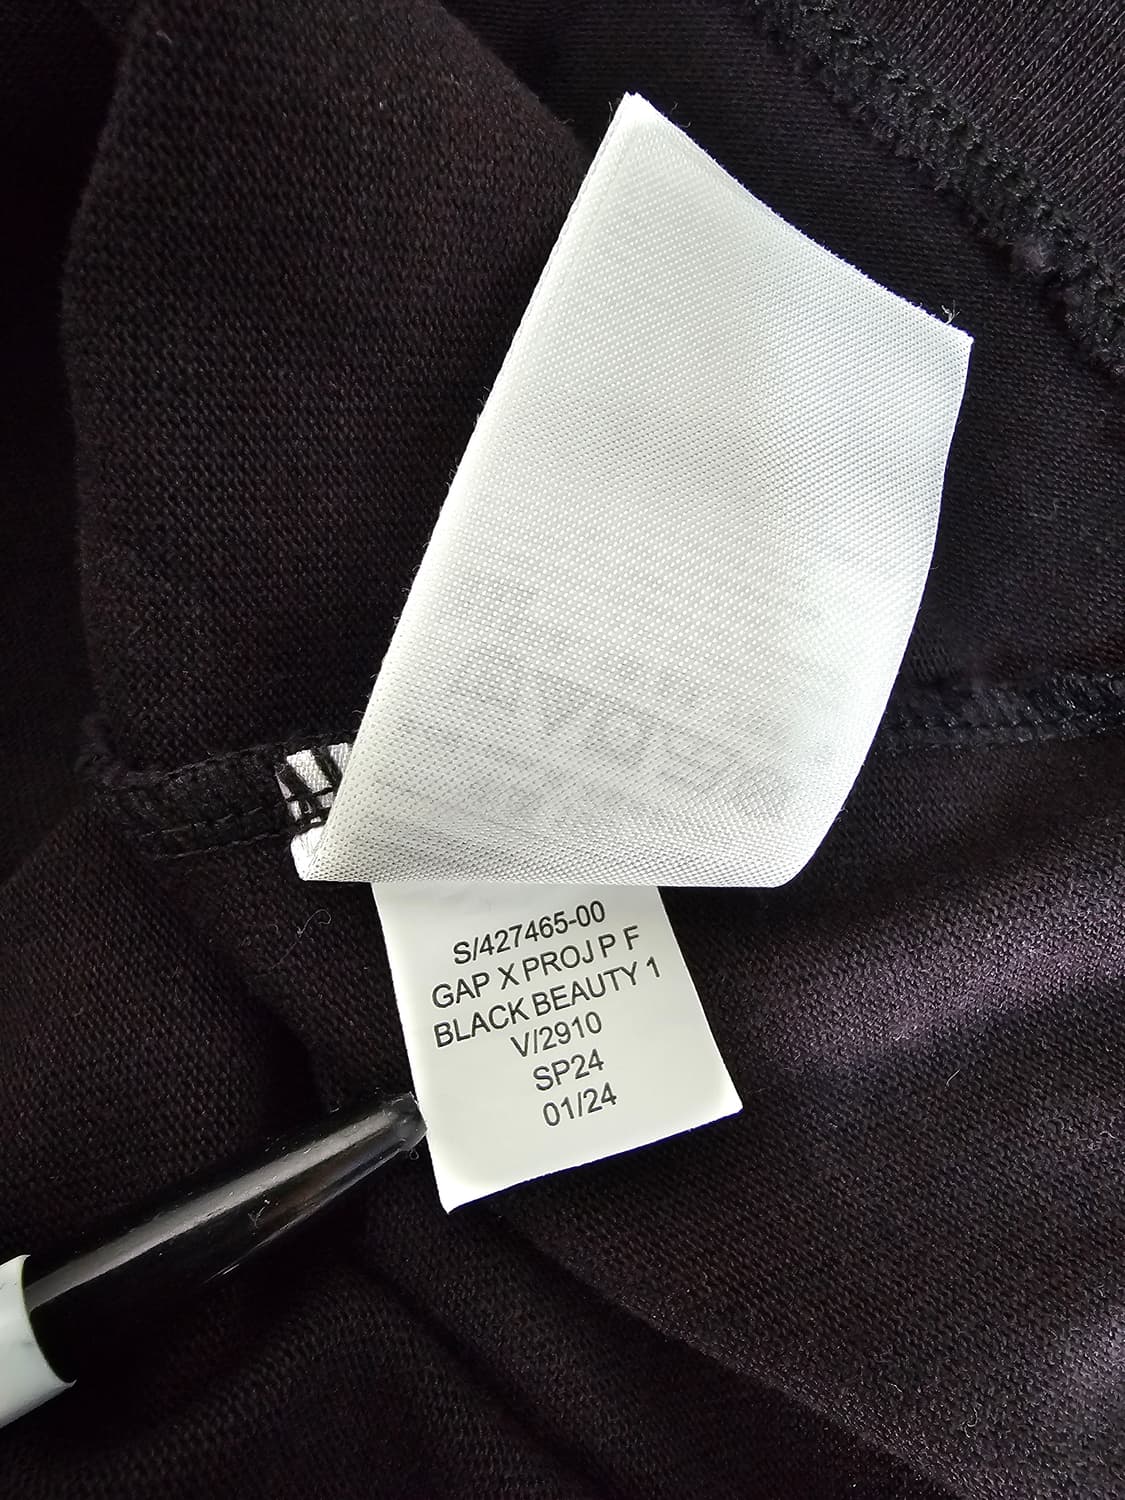 S/427465-00
GAP X PROJ P F
BLACK BEAUTY 1
V/2910
SP24
01/24